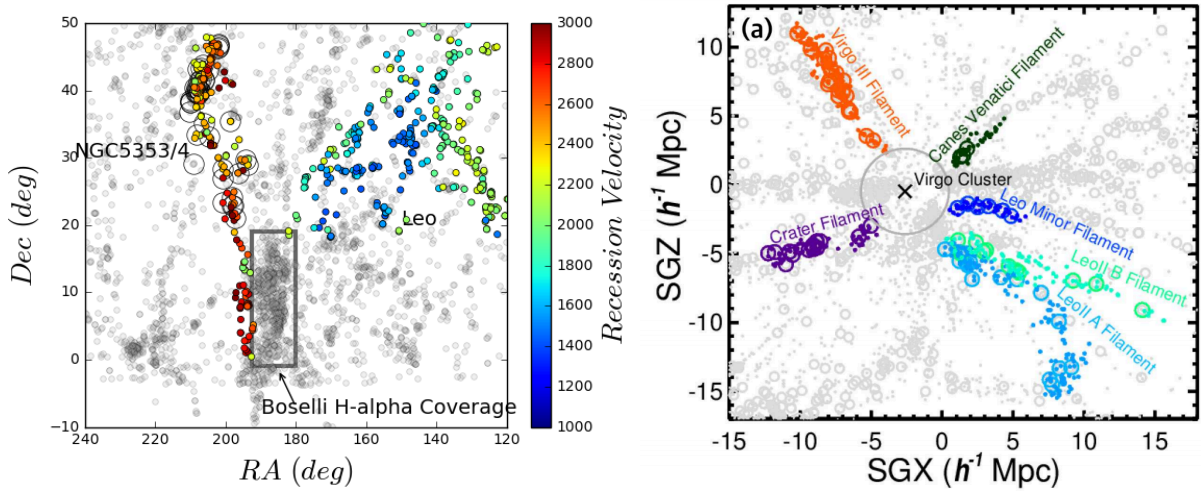 50
40
30
20
10
0
−10
240
220
200
180
160
140
120
Dec (deg)
RA (deg)
NGC5353/4
Leo
Boselli H-alpha Coverage
3000
2800
2600
2400
2200
2000
1800
1600
1400
1200
1000
Recession Velocity
(a)
10
5
0
-5
-10
-15
-15
-10
-5
0
5
10
15
SGZ (h⁻¹ Mpc)
SGX (h⁻¹ Mpc)
Virgo III Filament
Canes Venatici Filament
Virgo Cluster
Crater Filament
Leo Minor Filament
LeoII B Filament
LeoII A Filament